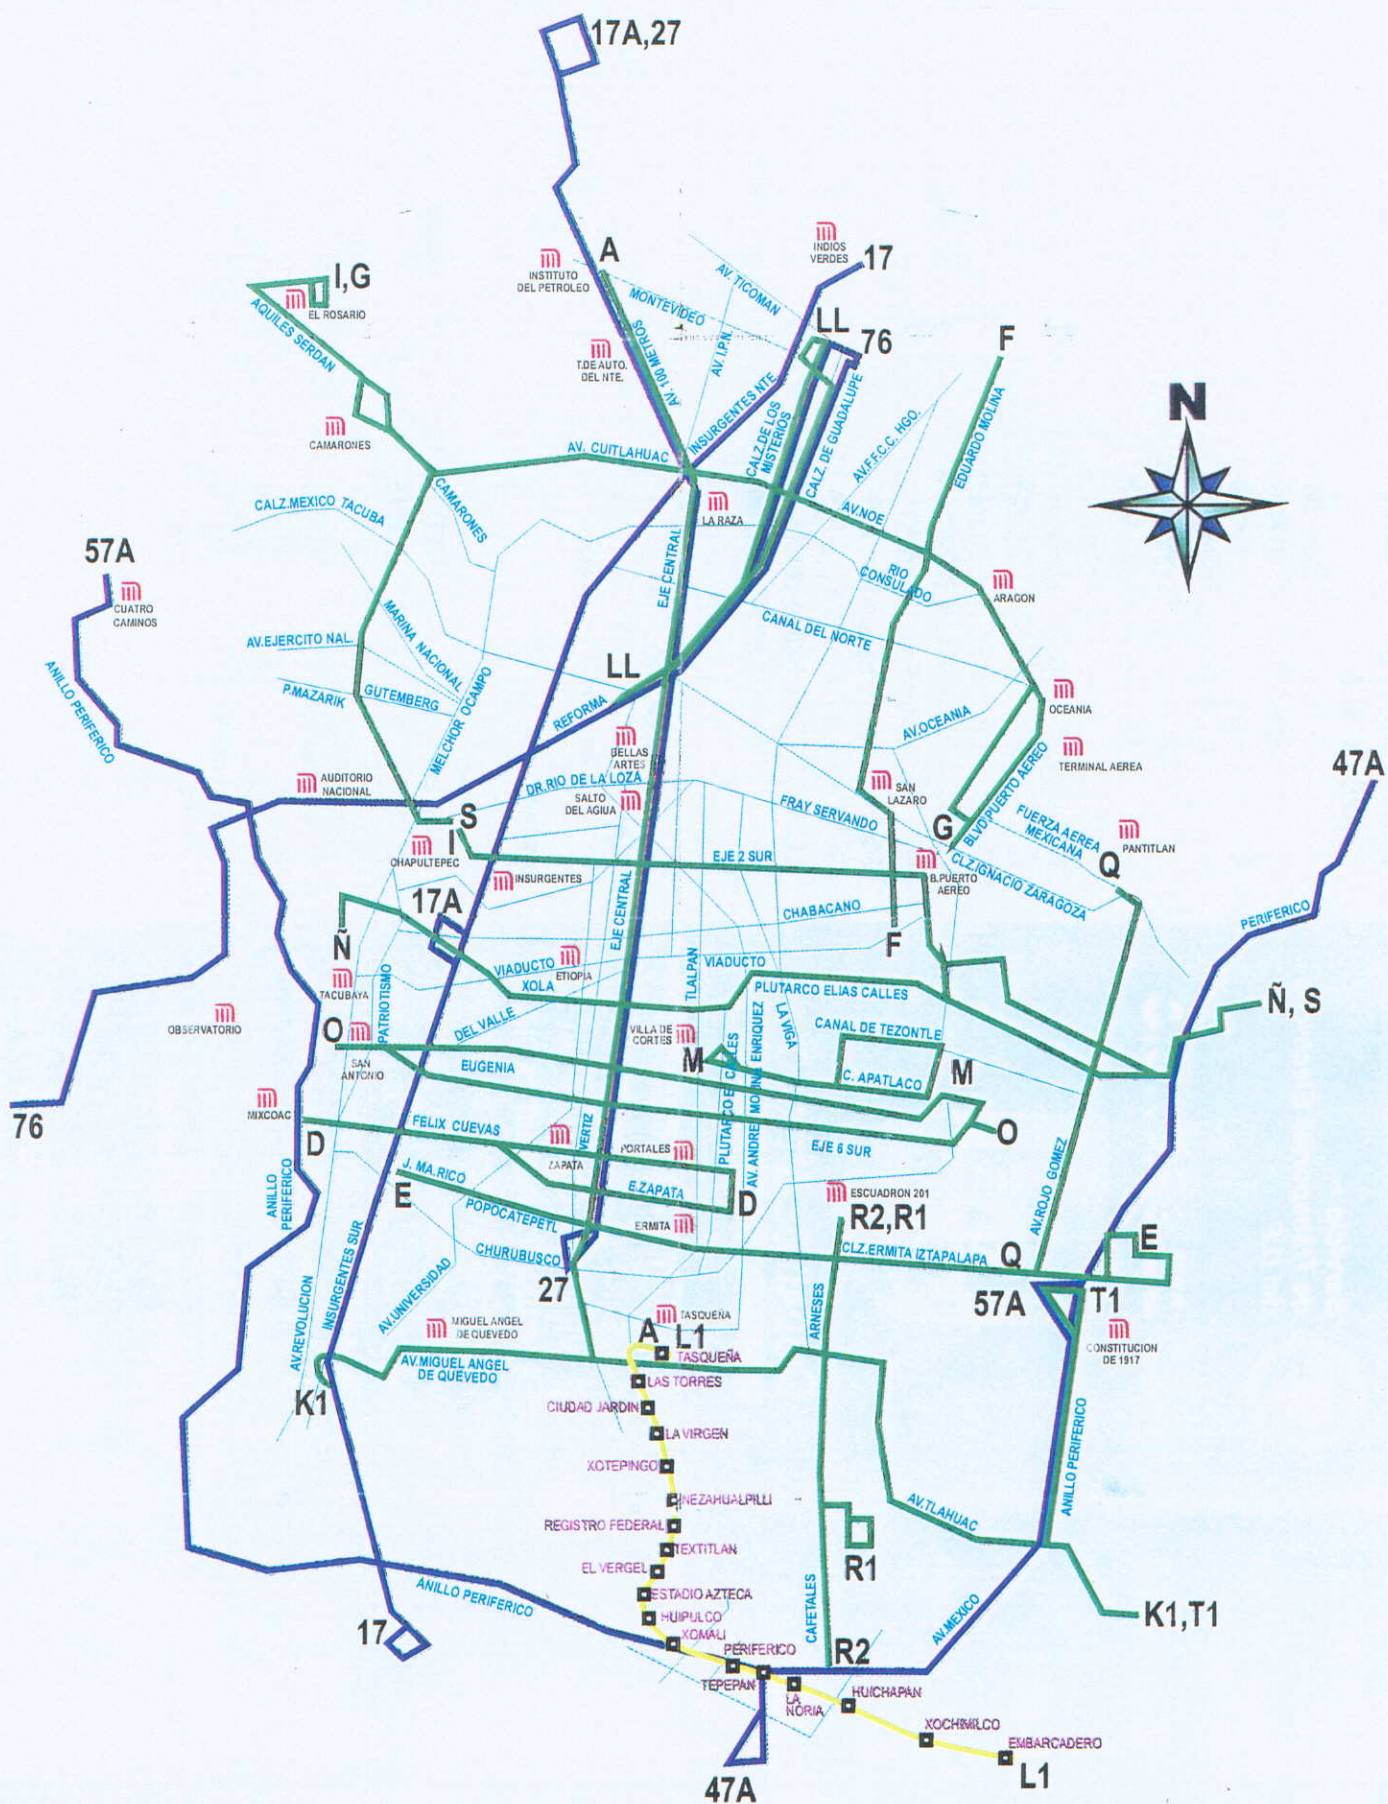 17A,27
A
INSTITUTO
DEL PETROLEO
MONTEVIDEO
AV. TICOMAN
INDIOS
VERDES
17
I,G
EL ROSARIO
AQUILES SERDAN
T.DE AUTO.
DEL NTE.
AV. 100 METROS
AV. I.P.N.
INSURGENTES NTE.
LL
76
F
CAMARONES
AV. CUITLAHUAC
CALZ.DE LOS
MISTERIOS
CALZ. DE GUADALUPE
AV.F.F.C.C. HGO.
EDUARDO MOLINA
N
CALZ.MEXICO TACUBA
CAMARONES
LA RAZA
AV.NOE
57A
CUATRO
CAMINOS
EJE CENTRAL
RIO
CONSULADO
ARAGON
CANAL DEL NORTE
MARINA NACIONAL
AV.EJERCITO NAL.
P.MAZARIK
GUTEMBERG
MELCHOR OCAMPO
LL
REFORMA
ANILLO PERIFERICO
OCEANIA
AV.OCEANIA
TERMINAL AEREA
BELLAS
ARTES
DR.RIO DE LA LOZA
AUDITORIO
NACIONAL
SALTO
DEL AGIUA
SAN
LAZARO
FRAY SERVANDO
BLVD.PUERTO AEREO
47A
S
I
CHAPULTEPEC
G
FUERZA AEREA
MEXICANA
PANTITLAN
EJE 2 SUR
B.PUERTO
AEREO
CLZ.IGNACIO ZARAGOZA
Q
INSURGENTES
17A
EJE CENTRAL
CHABACANO
PERIFERICO
Ñ
F
VIADUCTO
ETIOPIA
XOLA
TLALPAN
VIADUCTO
PLUTARCO ELIAS CALLES
TACUBAYA
PATRIOTISMO
OBSERVATORIO
Ñ, S
DEL VALLE
VILLA DE
CORTES
LA VIGA
CANAL DE TEZONTLE
O
SAN
ANTONIO
EUGENIA
M
C. APATLACO
M
PLUTARCO E. CALLES
AV. ANDRES MOLINA ENRIQUEZ
76
MIXCOAC
D
FELIX CUEVAS
ZAPATA
VERTIZ
PORTALES
EJE 6 SUR
O
AV.ROJO GOMEZ
J. MA.RICO
E
E.ZAPATA
D
ESCUADRON 201
R2,R1
ANILLO
PERIFERICO
POPOCATEPETL
ERMITA
CHURUBUSCO
CLZ.ERMITA IZTAPALAPA
Q
E
INSURGENTES SUR
AV.UNIVERSIDAD
AV.REVOLUCION
27
57A
T1
ARNESES
CONSTITUCION
DE 1917
MIGUEL ANGEL
DE QUEVEDO
TASQUEÑA
A
L1
TASQUEÑA
AV.MIGUEL ANGEL
DE QUEVEDO
K1
LAS TORRES
CIUDAD JARDIN
LA VIRGEN
XOTEPINGO
NEZAHUALPILLI
ANILLO PERIFERICO
AV.TLAHUAC
REGISTRO FEDERAL
TEXTITLAN
R1
EL VERGEL
ANILLO PERIFERICO
ESTADIO AZTECA
HUIPULCO
K1,T1
CAFETALES
AV.MEXICO
17
XOMALI
PERIFERICO
R2
TEPEPAN
LA
NORIA
HUICHAPAN
XOCHIMILCO
EMBARCADERO
47A
L1